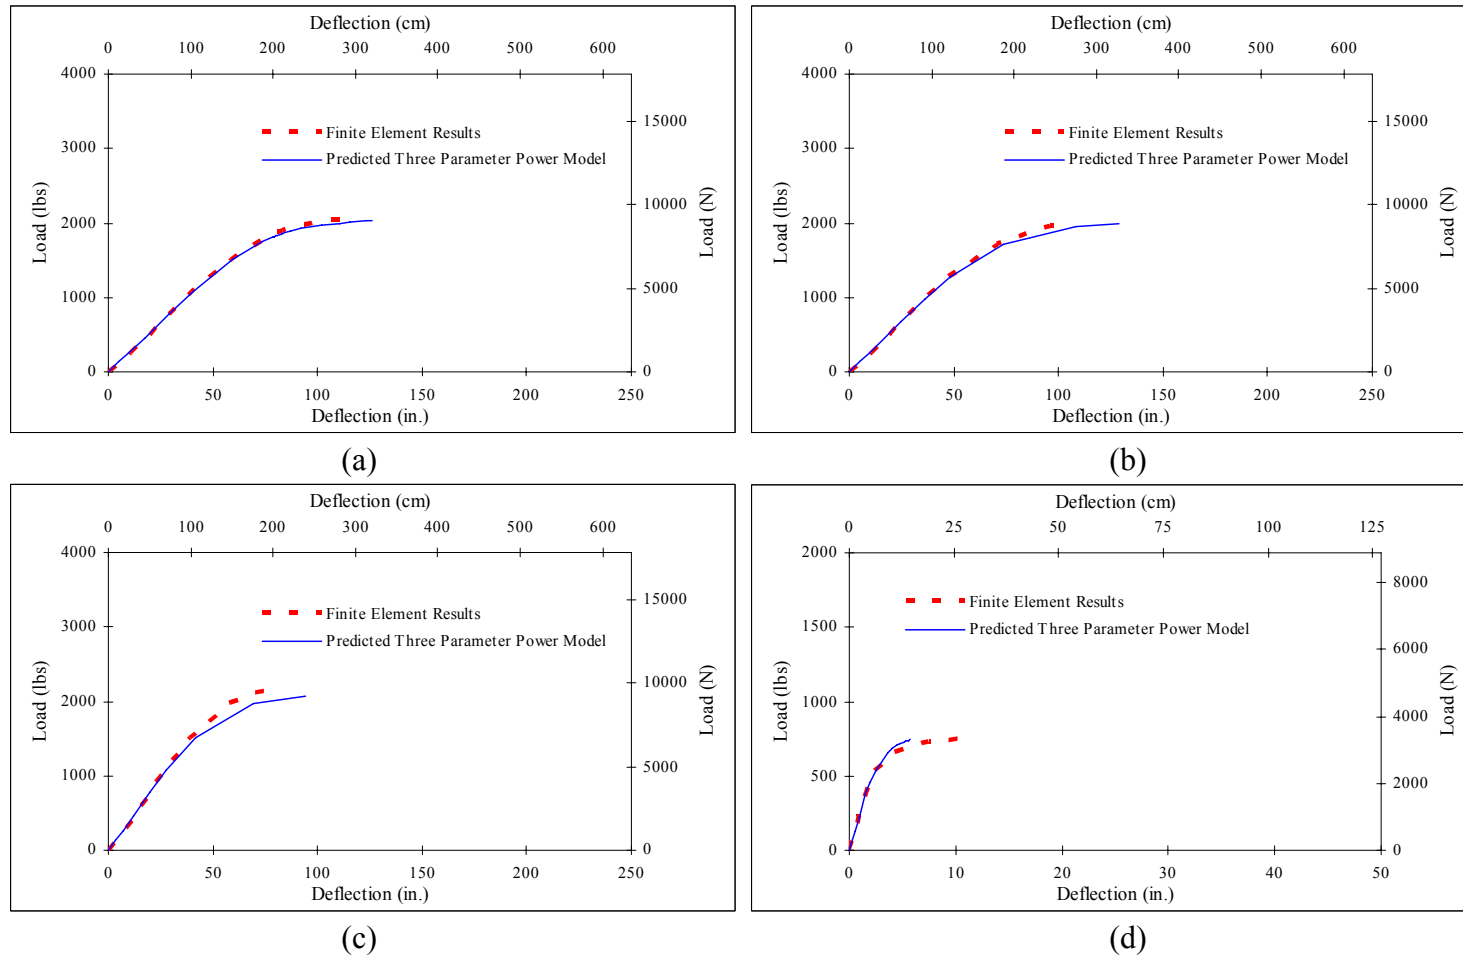 Deflection (cm)
0 100 200 300 400 500 600
4000
3000
2000
1000
0
Load (lbs)
Finite Element Results
Predicted Three Parameter Power Model
15000
10000
5000
0
Load (N)
0 50 100 150 200 250
Deflection (in.)
(a)
Deflection (cm)
0 100 200 300 400 500 600
4000
3000
2000
1000
0
Load (lbs)
Finite Element Results
Predicted Three Parameter Power Model
15000
10000
5000
0
Load (N)
0 50 100 150 200 250
Deflection (in.)
(b)
Deflection (cm)
0 100 200 300 400 500 600
4000
3000
2000
1000
0
Load (lbs)
Finite Element Results
Predicted Three Parameter Power Model
15000
10000
5000
0
Load (N)
0 50 100 150 200 250
Deflection (in.)
(c)
Deflection (cm)
0 25 50 75 100 125
2000
1500
1000
500
0
Load (lbs)
Finite Element Results
Predicted Three Parameter Power Model
8000
6000
4000
2000
0
Load (N)
0 10 20 30 40 50
Deflection (in.)
(d)